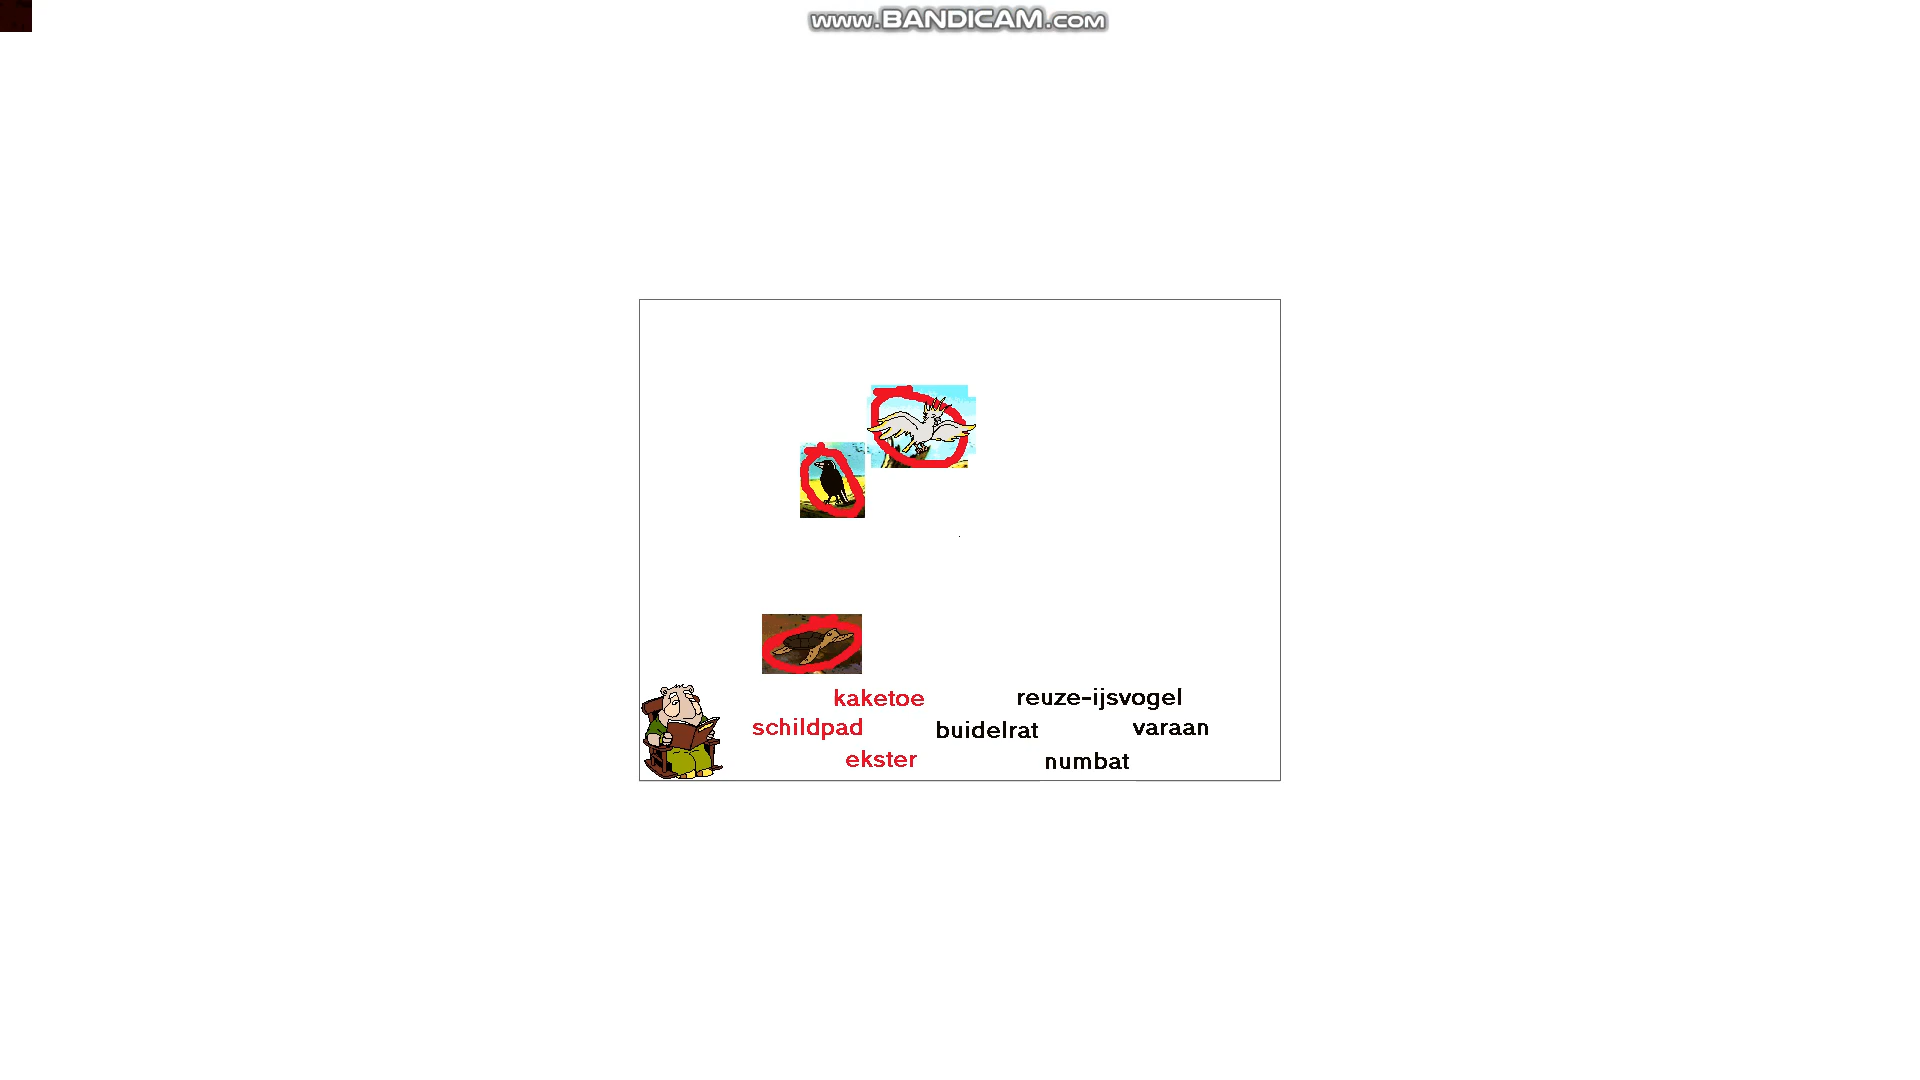 www.BANDICAM.com
kaketoe reuze-ijsvogel
schildpad buidelrat varaan
ekster numbat